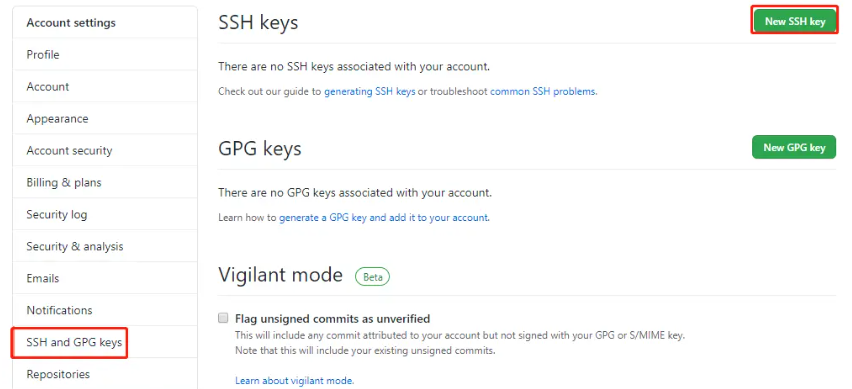 Account settings
Profile
Account
Appearance
Account security
Billing & plans
Security log
Security & analysis
Emails
Notifications
SSH and GPG keys
Repositories
SSH keys
New SSH key
There are no SSH keys associated with your account.
Check out our guide to generating SSH keys or troubleshoot common SSH problems.
GPG keys
New GPG key
There are no GPG keys associated with your account.
Learn how to generate a GPG key and add it to your account.
Vigilant mode Beta
Flag unsigned commits as unverified
This will include any commit attributed to your account but not signed with your GPG or S/MIME key.
Note that this will include your existing unsigned commits.
Learn about vigilant mode.